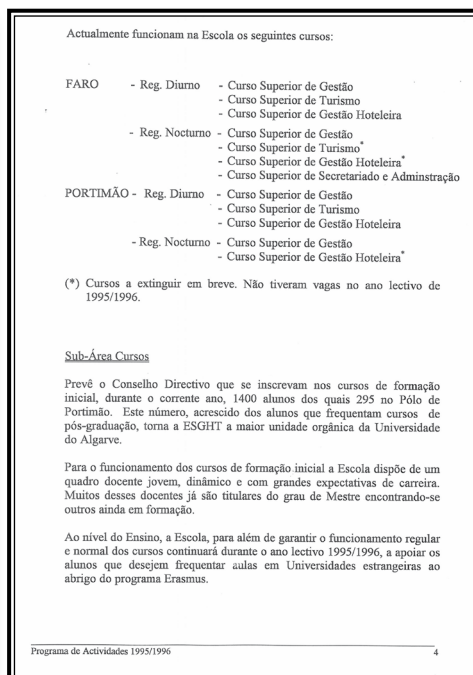 Actualmente funcionam na Escola os seguintes cursos:
FARO - Reg. Diurno - Curso Superior de Gestão
- Curso Superior de Turismo
- Curso Superior de Gestão Hoteleira
- Reg. Nocturno - Curso Superior de Gestão
- Curso Superior de Turismo*
- Curso Superior de Gestão Hoteleira*
- Curso Superior de Secretariado e Adminstração
PORTIMÃO - Reg. Diurno - Curso Superior de Gestão
- Curso Superior de Turismo
- Curso Superior de Gestão Hoteleira
- Reg. Nocturno - Curso Superior de Gestão
- Curso Superior de Gestão Hoteleira*
(*) Cursos a extinguir em breve. Não tiveram vagas no ano lectivo de
1995/1996.
Sub-Área Cursos
Prevê o Conselho Directivo que se inscrevam nos cursos de formação
inicial, durante o corrente ano, 1400 alunos dos quais 295 no Pólo de
Portimão. Este número, acrescido dos alunos que frequentam cursos de
pós-graduação, torna a ESGHT a maior unidade orgânica da Universidade
do Algarve.
Para o funcionamento dos cursos de formação inicial a Escola dispõe de um
quadro docente jovem, dinâmico e com grandes expectativas de carreira.
Muitos desses docentes já são titulares do grau de Mestre encontrando-se
outros ainda em formação.
Ao nível do Ensino, a Escola, para além de garantir o funcionamento regular
e normal dos cursos continuará durante o ano lectivo 1995/1996, a apoiar os
alunos que desejem frequentar aulas em Universidades estrangeiras ao
abrigo do programa Erasmus.
Programa de Actividades 1995/1996 4